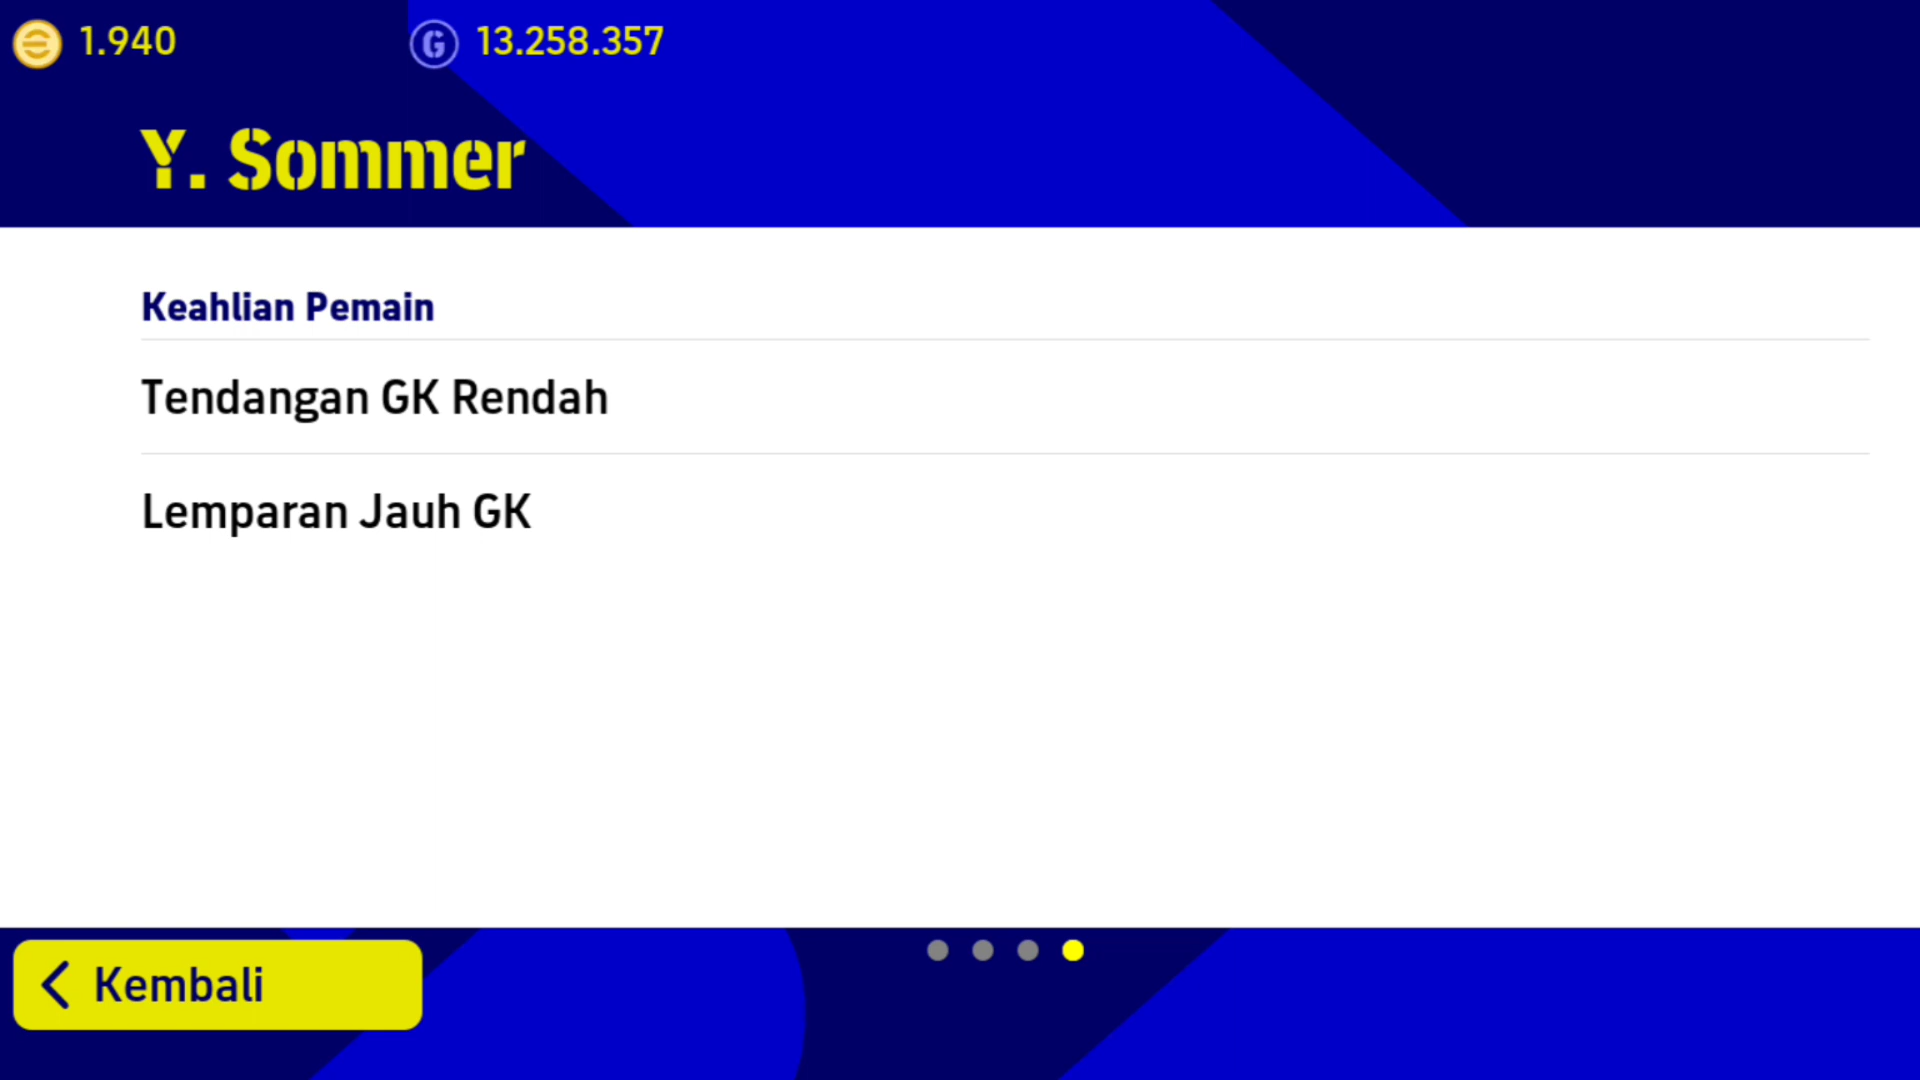 1.940
13.258.357
Y. Sommer
Keahlian Pemain
Tendangan GK Rendah
Lemparan Jauh GK
Kembali